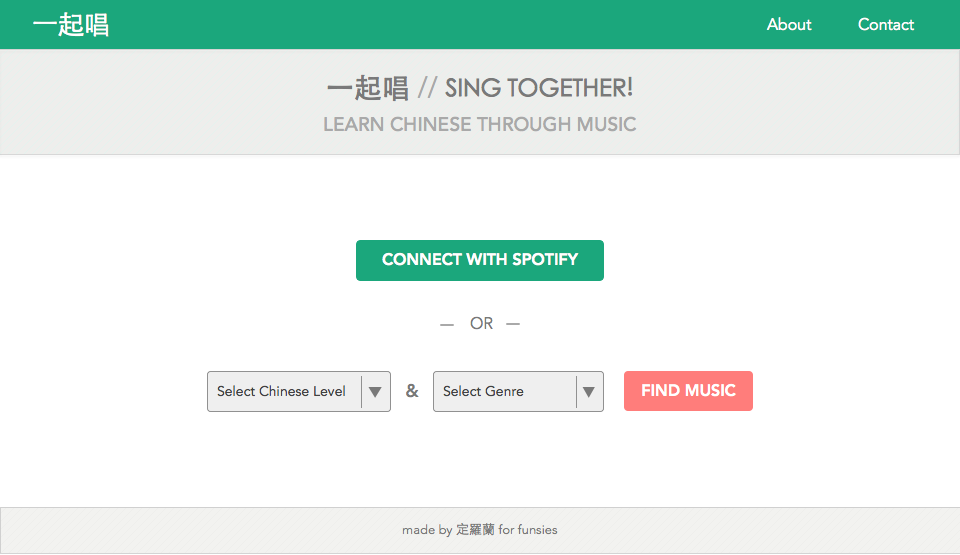 一起唱 About Contact
一起唱 // SING TOGETHER!
LEARN CHINESE THROUGH MUSIC
CONNECT WITH SPOTIFY
— OR —
Select Chinese Level & Select Genre FIND MUSIC
made by 定羅蘭 for funsies